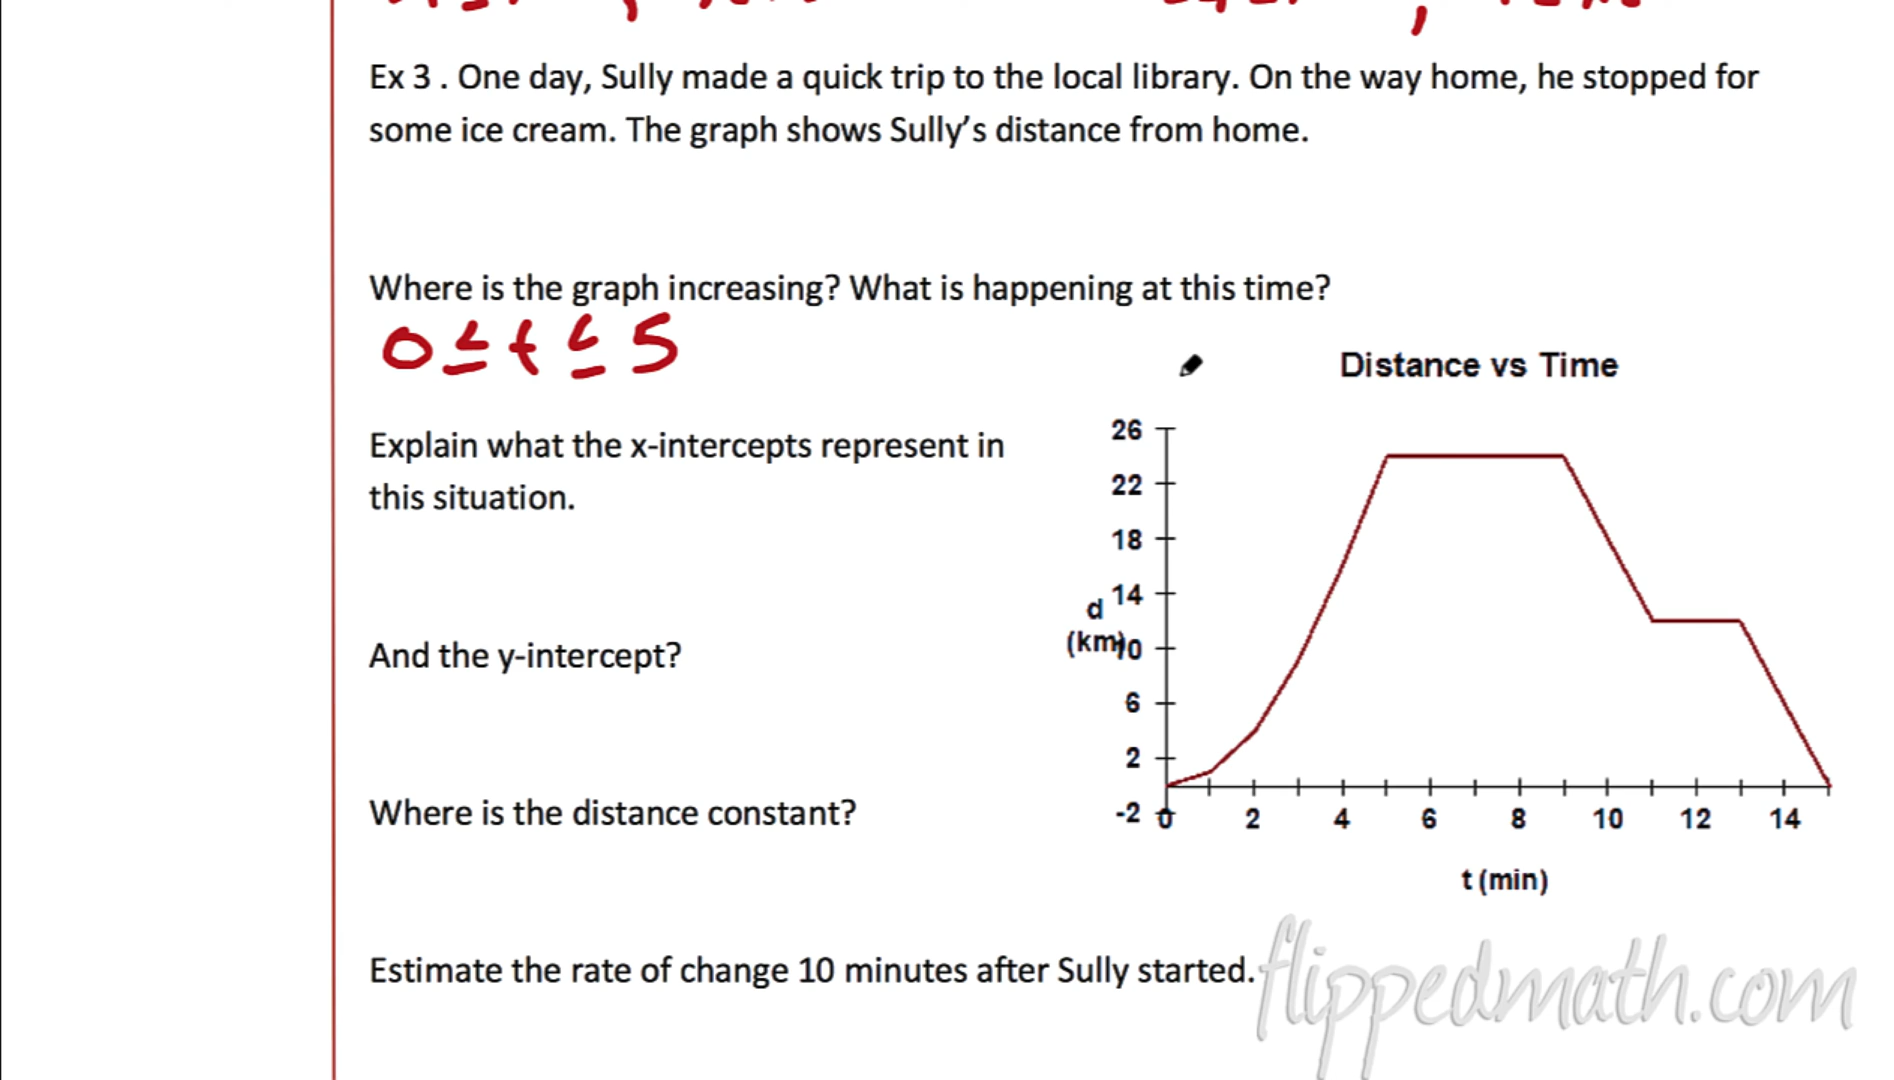 Ex 3 . One day, Sully made a quick trip to the local library. On the way home, he stopped for
some ice cream. The graph shows Sully's distance from home.
Where is the graph increasing? What is happening at this time?
0 ≤ t ≤ 5
Explain what the x-intercepts represent in
this situation.
And the y-intercept?
Where is the distance constant?
Estimate the rate of change 10 minutes after Sully started.
Distance vs Time
26
22
18
14
d
(km)
10
6
2
-2
0 2 4 6 8 10 12 14
t (min)
flippedmath.com